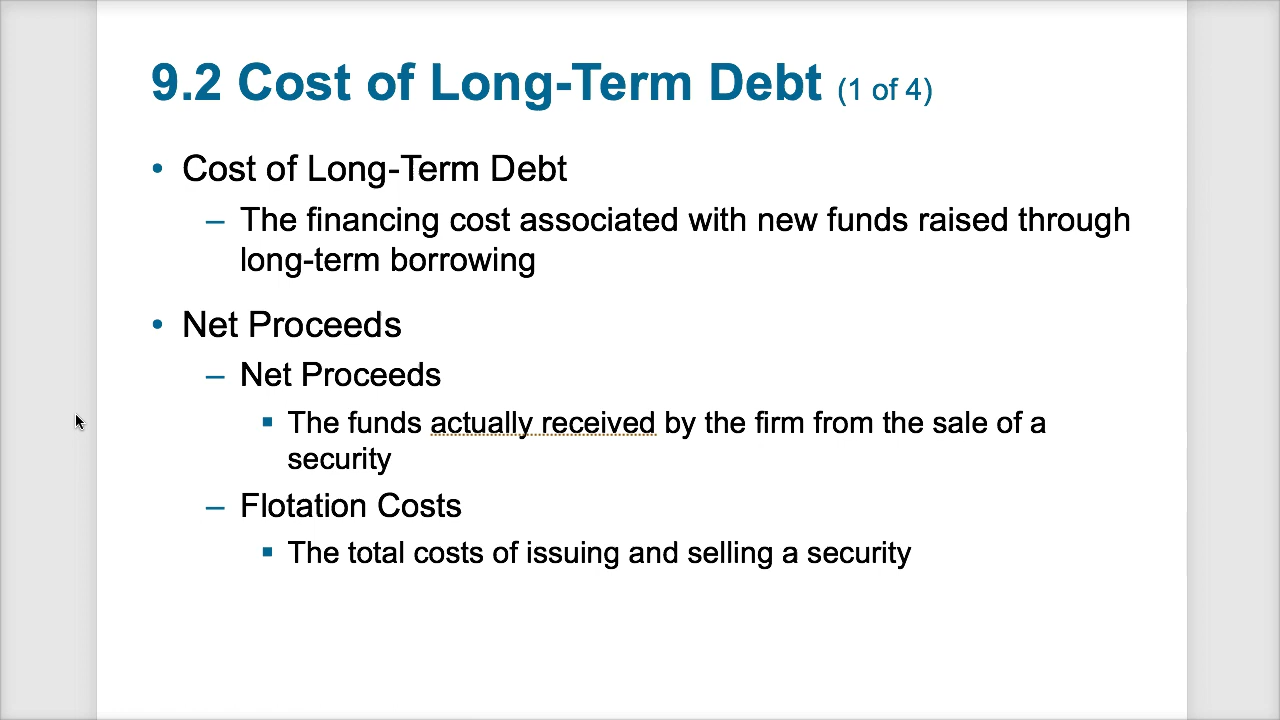 9.2 Cost of Long-Term Debt (1 of 4)
• Cost of Long-Term Debt
– The financing cost associated with new funds raised through
long-term borrowing
• Net Proceeds
– Net Proceeds
▪ The funds actually received by the firm from the sale of a
security
– Flotation Costs
▪ The total costs of issuing and selling a security